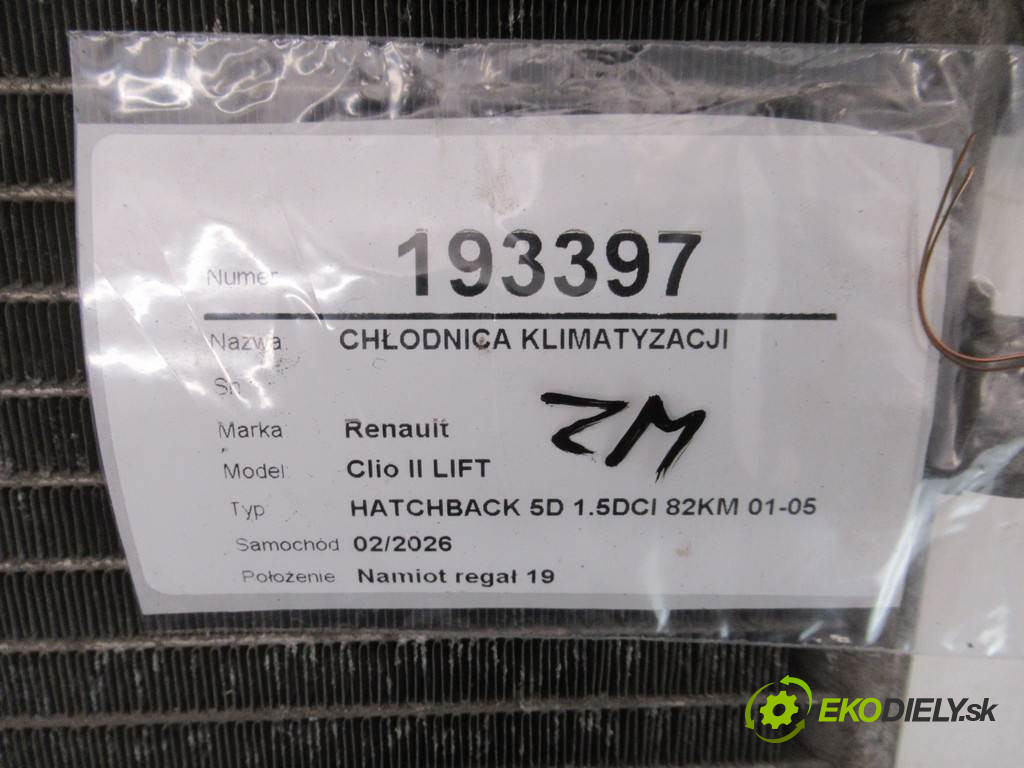 Numer 193397
Nazwa: CHŁODNICA KLIMATYZACJI
Sn
Marka Renault
Model: Clio II LIFT
Typ HATCHBACK 5D 1.5DCI 82KM 01-05
Samochód 02/2026
Położenie Namiot regał 19
ZM
EKODIELY.sk